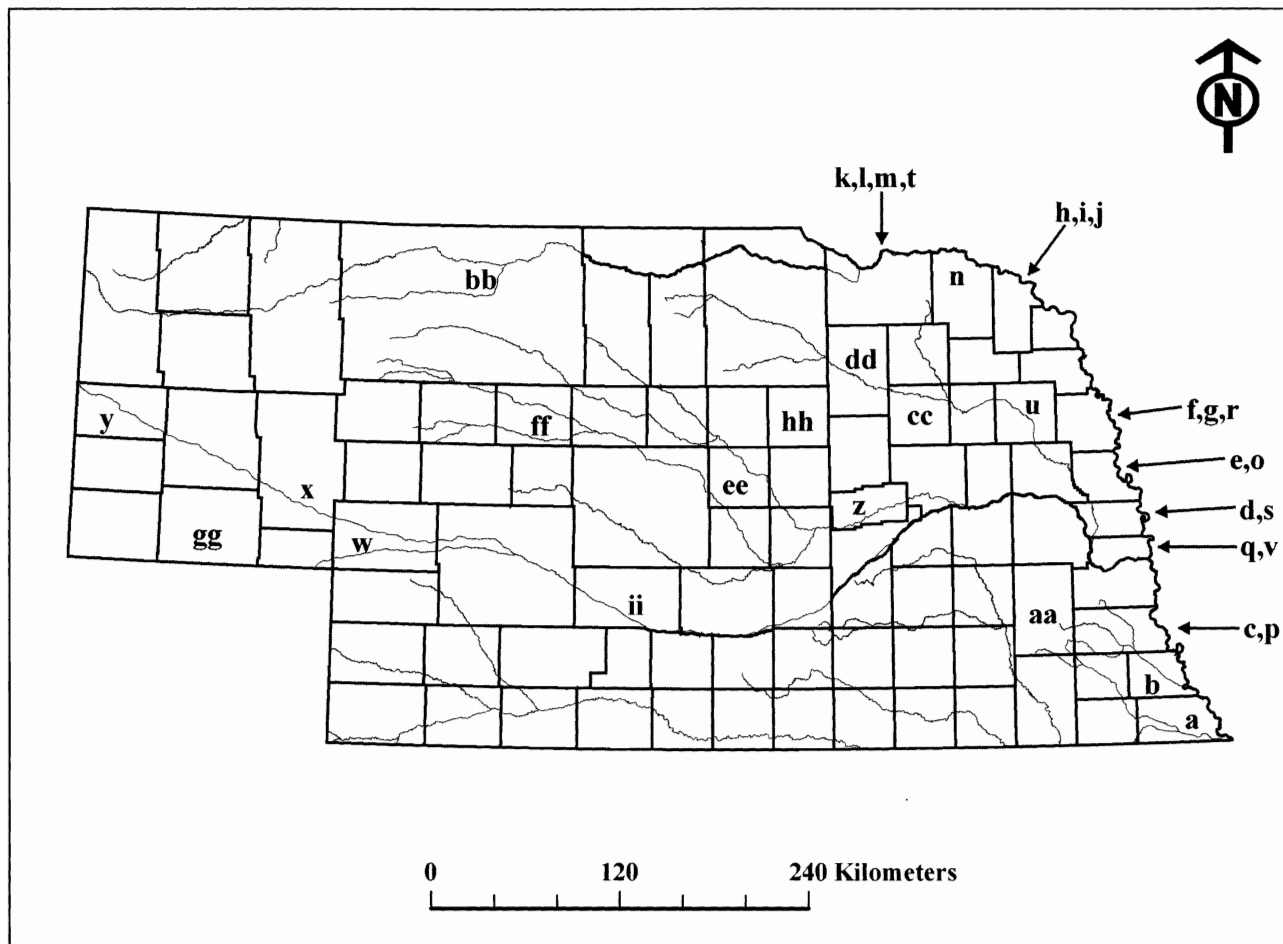 N
k,l,m,t
h,i,j
bb
n
dd
y
ff
hh
cc
u
f,g,r
e,o
x
ee
z
d,s
gg
w
q,v
ii
aa
c,p
b
a
0 120 240 Kilometers